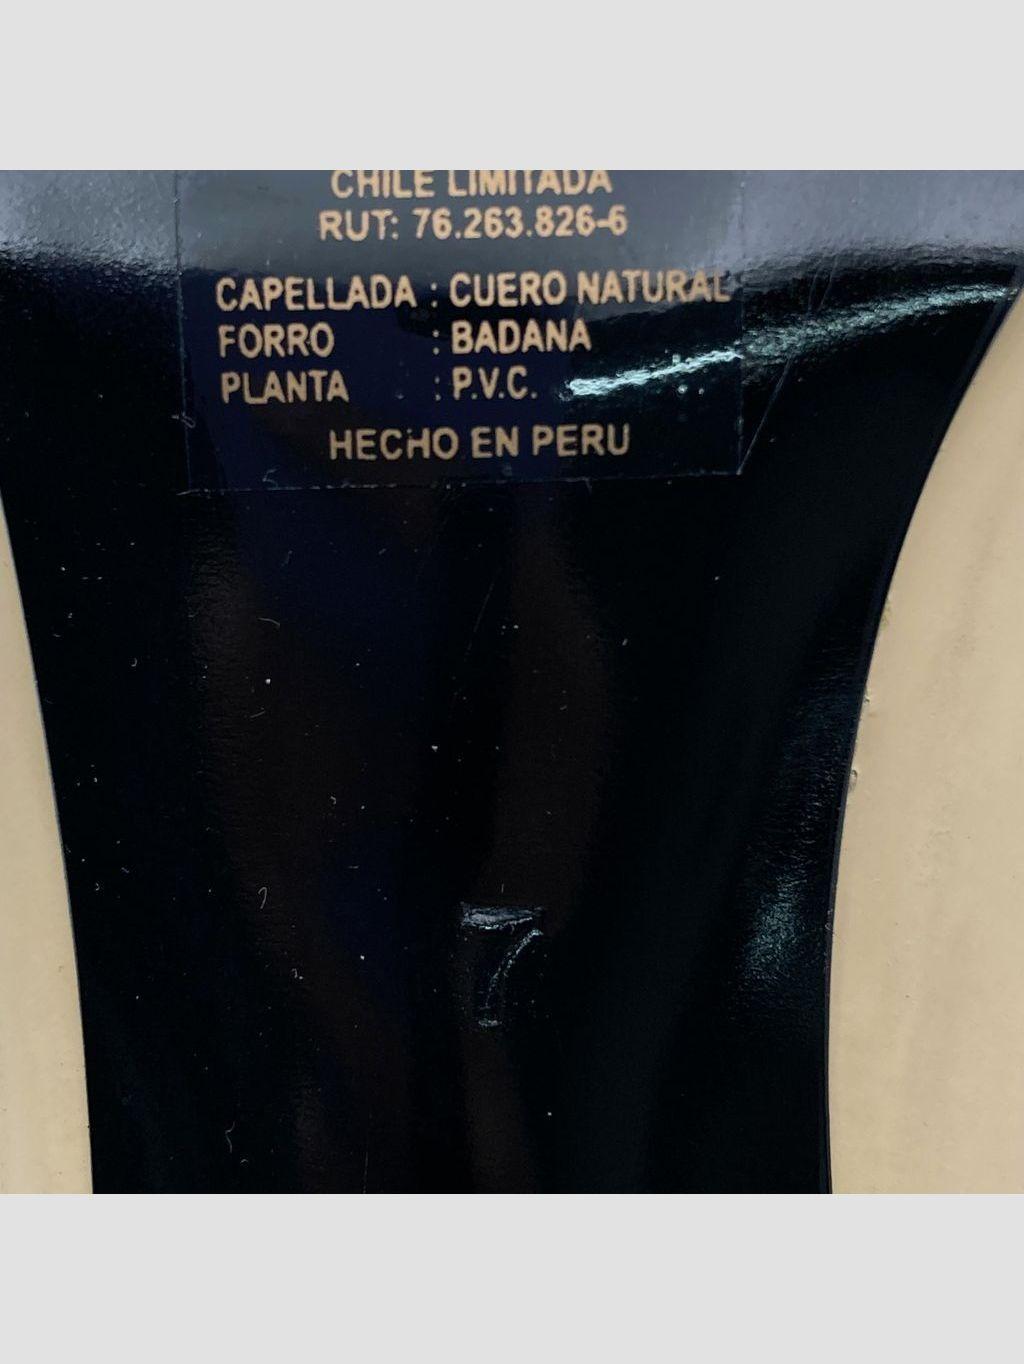 CHILE LIMITADA
RUT: 76.263.826-6
CAPELLADA : CUERO NATURAL
FORRO : BADANA
PLANTA : P.V.C.
HECHO EN PERU
7